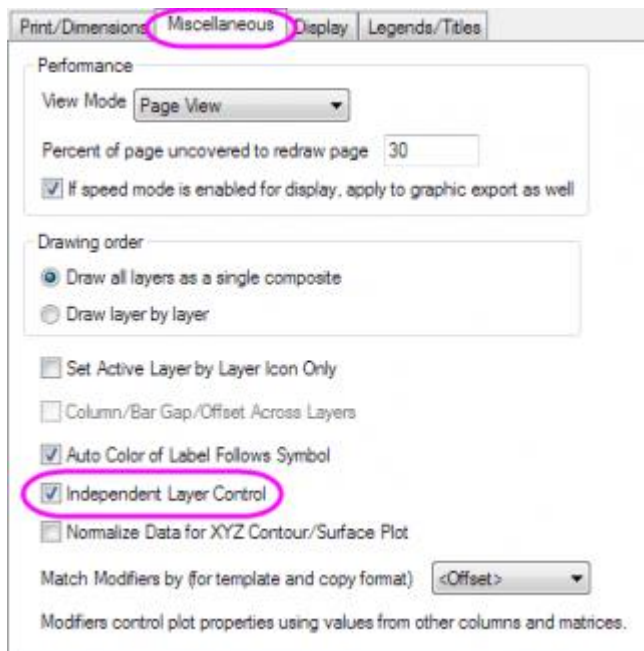 Print/Dimensions Miscellaneous Display Legends/Titles
Performance
View Mode Page View
Percent of page uncovered to redraw page 30
If speed mode is enabled for display, apply to graphic export as well
Drawing order
Draw all layers as a single composite
Draw layer by layer
Set Active Layer by Layer Icon Only
Column/Bar Gap/Offset Across Layers
Auto Color of Label Follows Symbol
Independent Layer Control
Normalize Data for XYZ Contour/Surface Plot
Match Modifiers by (for template and copy format) <Offset>
Modifiers control plot properties using values from other columns and matrices.